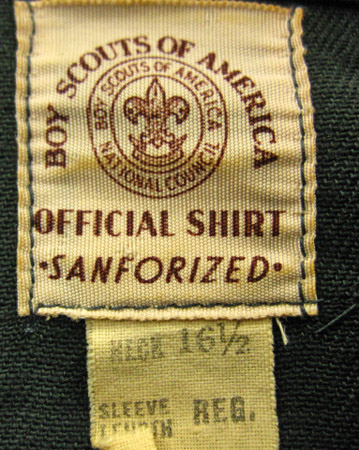 BOY SCOUTS OF AMERICA
BOY SCOUTS OF AMERICA
NATIONAL COUNCIL
OFFICIAL SHIRT
•SANFORIZED•
NECK 16½
SLEEVE
LENGTH REG.